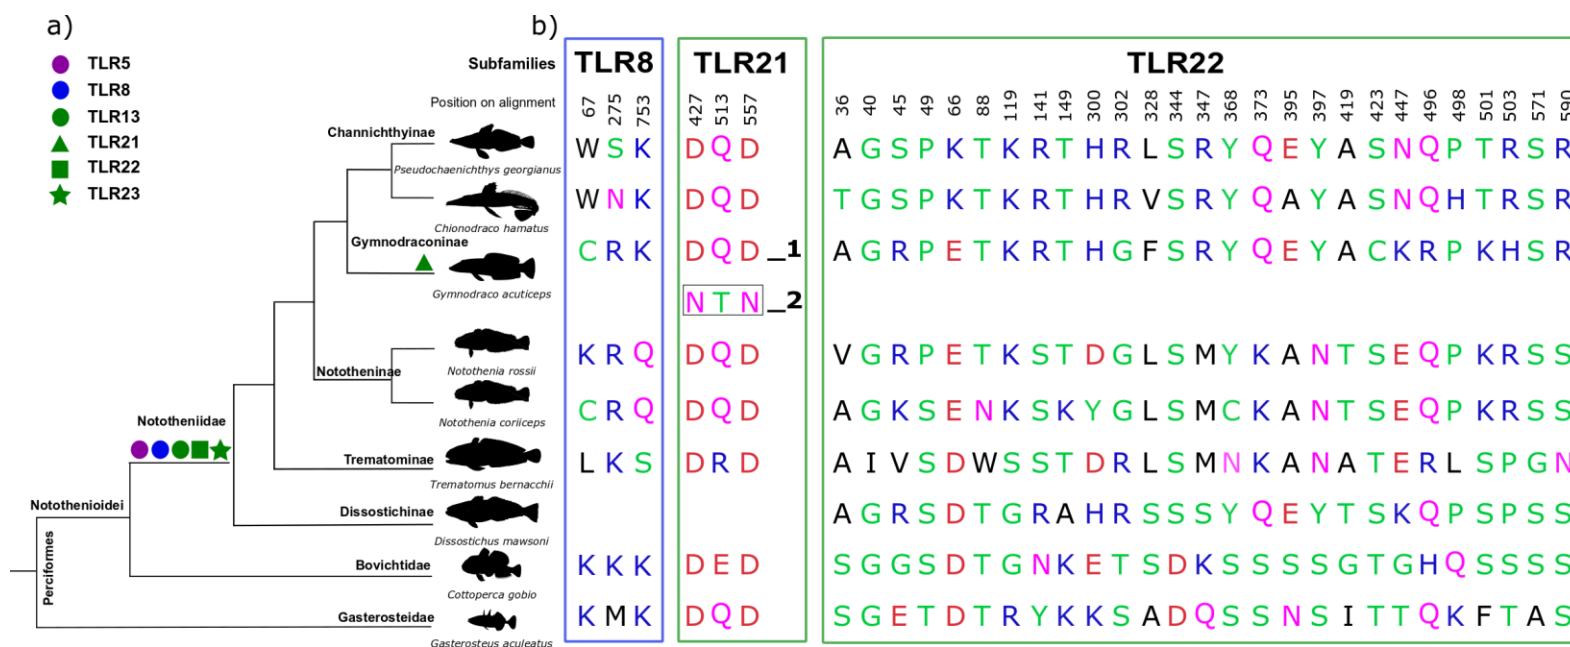 a)
TLR5
TLR8
TLR13
TLR21
TLR22
TLR23
b)
Subfamilies TLR8 TLR21 TLR22
Position on alignment 67 275 753 427 513 557 36 40 45 49 66 88 119 141 149 300 302 328 344 347 368 373 395 397 419 423 447 496 498 501 503 571 590
Channichthyinae W S K D Q D A G S P K T K R T H R L S R Y Q E Y A S N Q P T R S R
Pseudochaenichthys georgianus
W N K D Q D T G S P K T K R T H R V S R Y Q A Y A S N Q H T R S R
Chionodraco hamatus
Gymnodraconinae C R K D Q D _1 A G R P E T K R T H G F S R Y Q E Y A C K R P K H S R
Gymnodraco acuticeps
N T N _2
K R Q D Q D V G R P E T K S T D G L S M Y K A N T S E Q P K R S S
Nototheninae
Notothenia rossii
C R Q D Q D A G K S E N K S K Y G L S M C K A N T S E Q P K R S S
Notothenia coriiceps
Nototheniidae
Trematominae L K S D R D A I V S D W S S T D R L S M N K A N A T E R L S P G N
Trematomus bernacchii
Notothenioidei
Dissostichinae A G R S D T G R A H R S S S Y Q E Y T S K Q P S P S S
Dissostichus mawsoni
Bovichtidae K K K D E D S G G S D T G N K E T S D K S S S S G T G H Q S S S S
Cottoperca gobio
Perciformes
Gasterosteidae K M K D Q D S G E T D T R Y K K S A D Q S S N S I T T Q K F T A S
Gasterosteus aculeatus